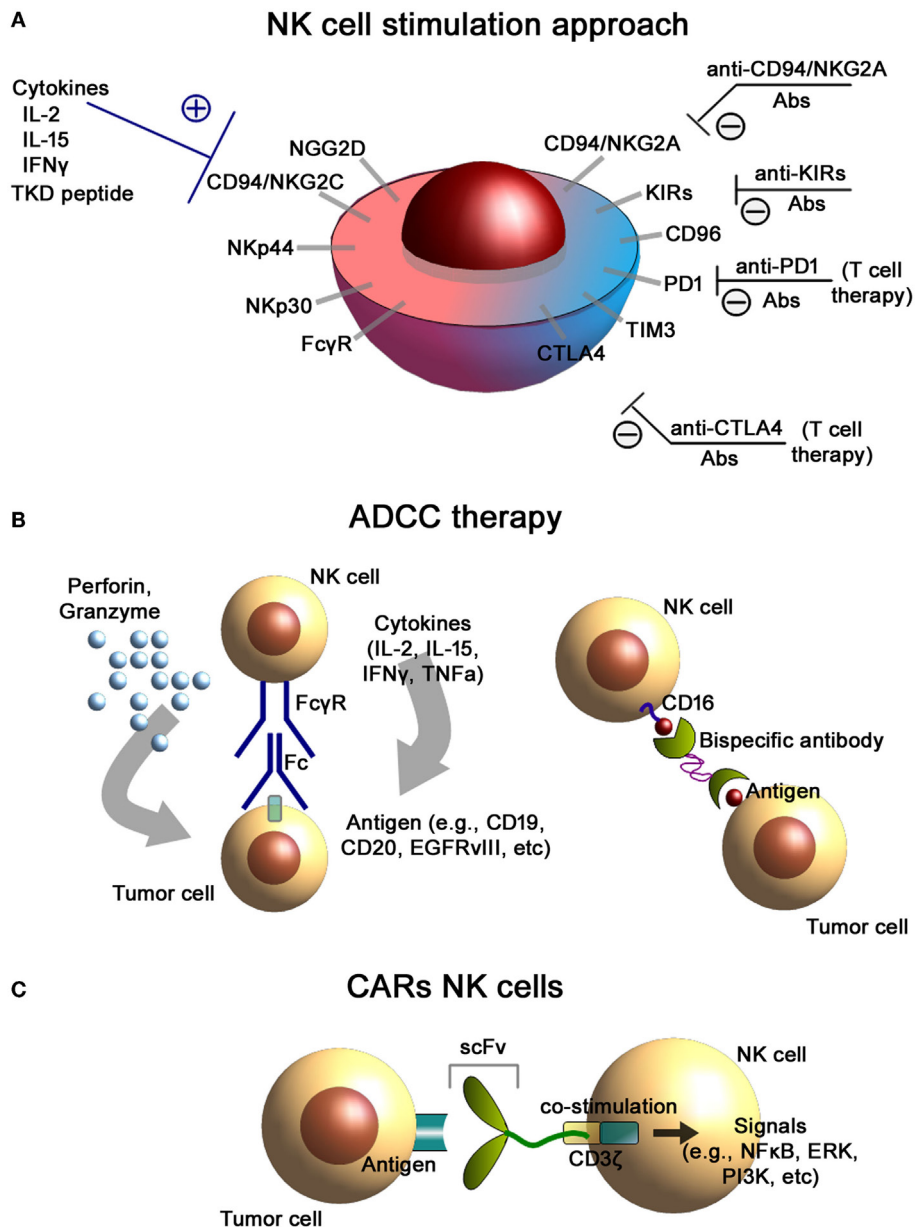 A
NK cell stimulation approach
Cytokines
IL-2
IL-15
IFNγ
TKD peptide
NGG2D
CD94/NKG2C
NKp44
NKp30
FcγR
CD94/NKG2A
KIRs
CD96
PD1
TIM3
CTLA4
anti-CD94/NKG2A
Abs
anti-KIRs
Abs
anti-PD1
Abs
(T cell
therapy)
anti-CTLA4
Abs
(T cell
therapy)
B
ADCC therapy
Perforin,
Granzyme
NK cell
Cytokines
(IL-2, IL-15,
IFNγ, TNFa)
FcγR
Fc
Antigen (e.g., CD19,
CD20, EGFRvIII, etc)
Tumor cell
NK cell
CD16
Bispecific antibody
Antigen
Tumor cell
C
CARs NK cells
scFv
NK cell
co-stimulation
Antigen
CD3ζ
Signals
(e.g., NFκB, ERK,
PI3K, etc)
Tumor cell